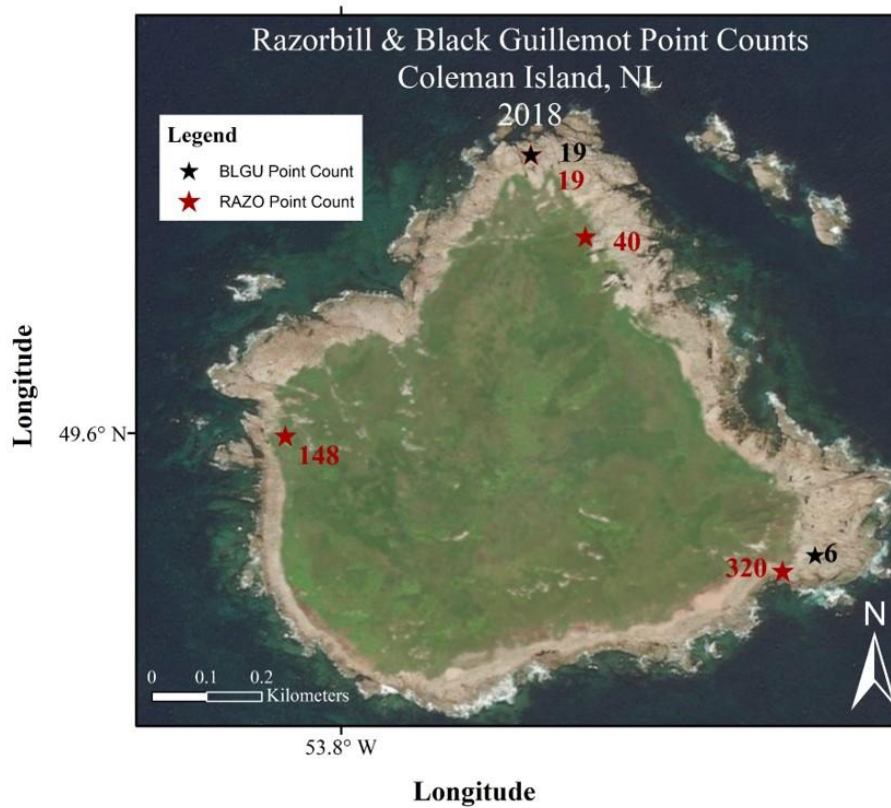 Razorbill & Black Guillemot Point Counts
Coleman Island, NL
2018
Legend
BLGU Point Count
RAZO Point Count
19
19
40
Longitude
49.6° N
148
320
6
N
0 0.1 0.2
Kilometers
53.8° W
Longitude